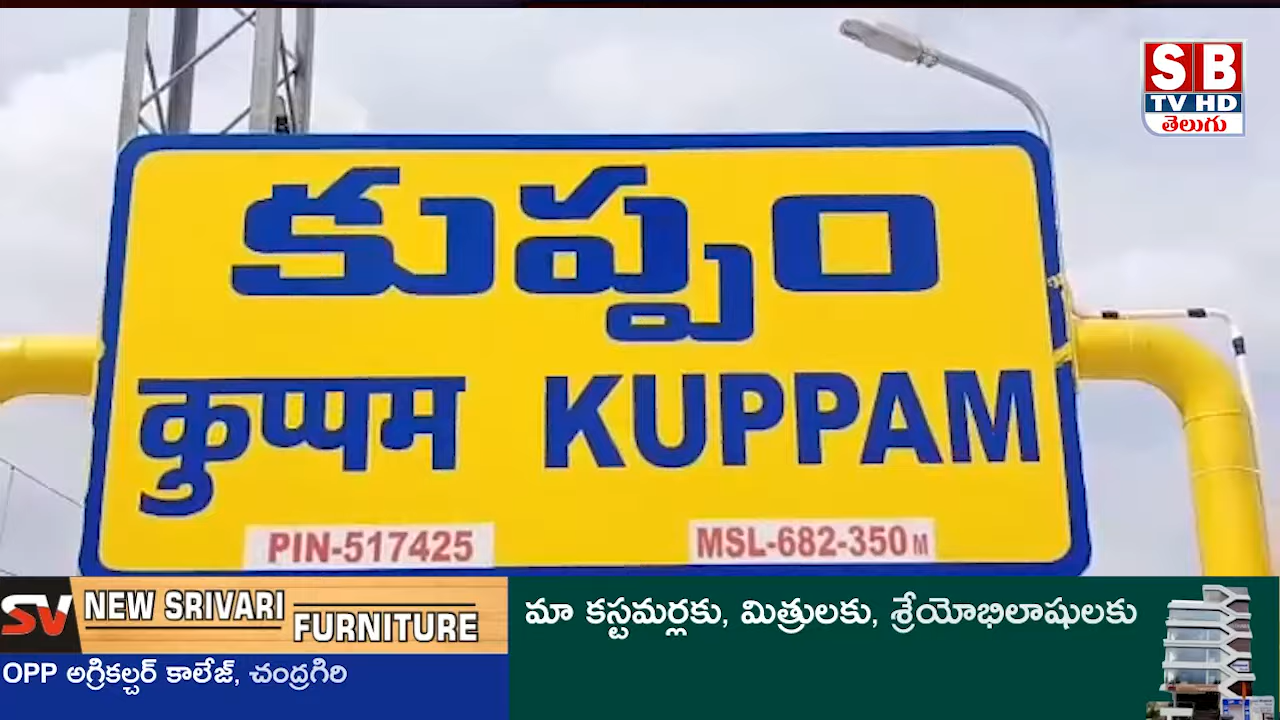 SB
TV HD
తెలుగు
కుప్పం
कुप्पम KUPPAM
PIN-517425 MSL-682-350M
SV NEW SRIVARI FURNITURE
OPP అగ్రికల్చర్ కాలేజ్, చంద్రగిరి
మా కస్టమర్లకు, మిత్రులకు, శ్రేయోభిలాషులకు